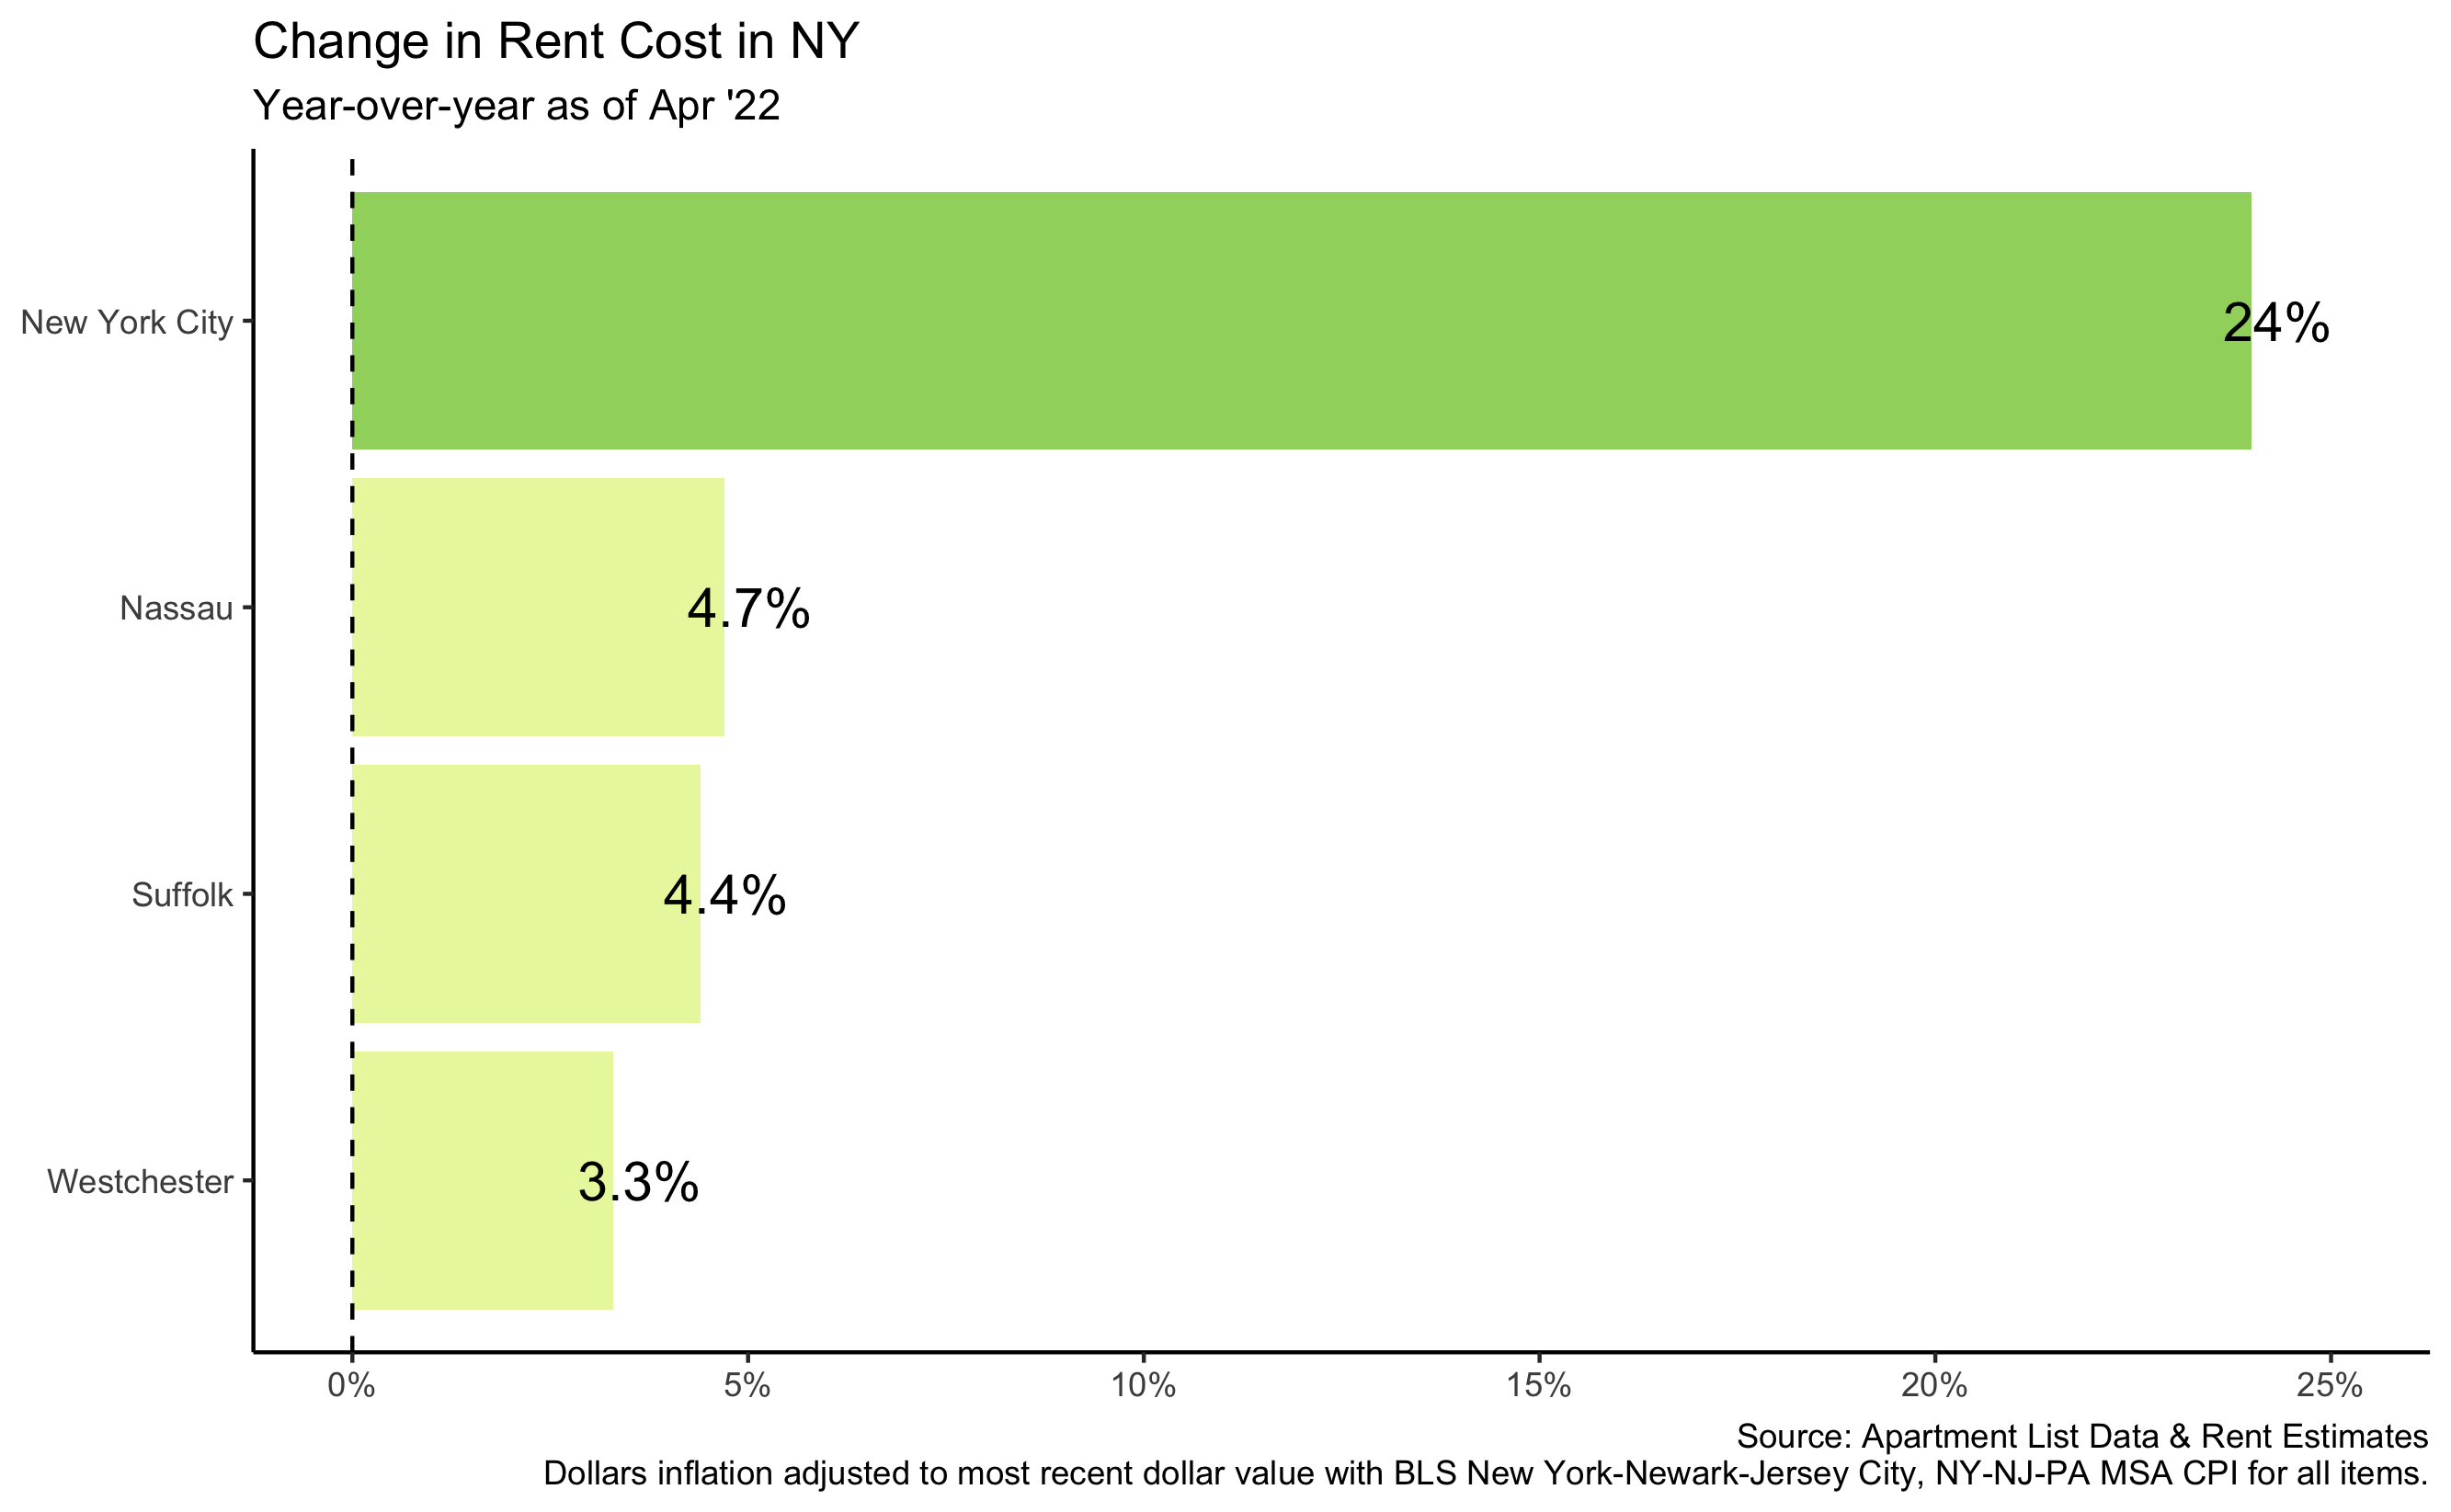 Change in Rent Cost in NY
Year-over-year as of Apr '22
New York City
24%
Nassau
4.7%
Suffolk
4.4%
Westchester
3.3%
0% 5% 10% 15% 20% 25%
Source: Apartment List Data & Rent Estimates
Dollars inflation adjusted to most recent dollar value with BLS New York-Newark-Jersey City, NY-NJ-PA MSA CPI for all items.